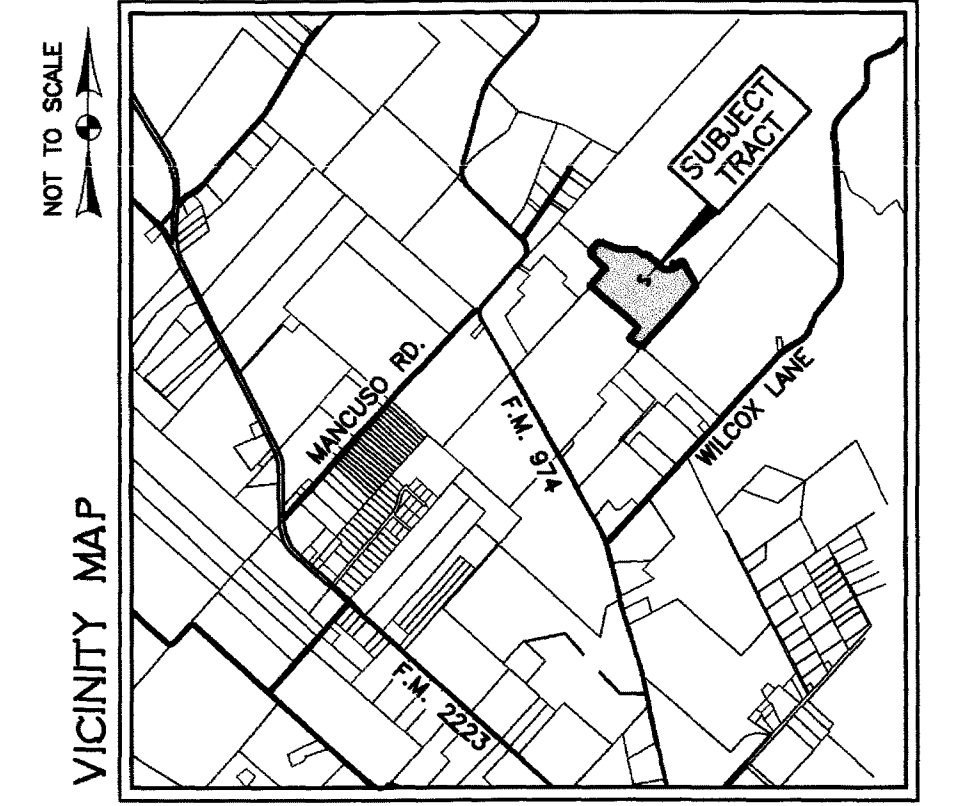 VICINITY MAP
NOT TO SCALE
MANCUSO RD.
F.M. 974
F.M. 2223
WILCOX LANE
SUBJECT
TRACT